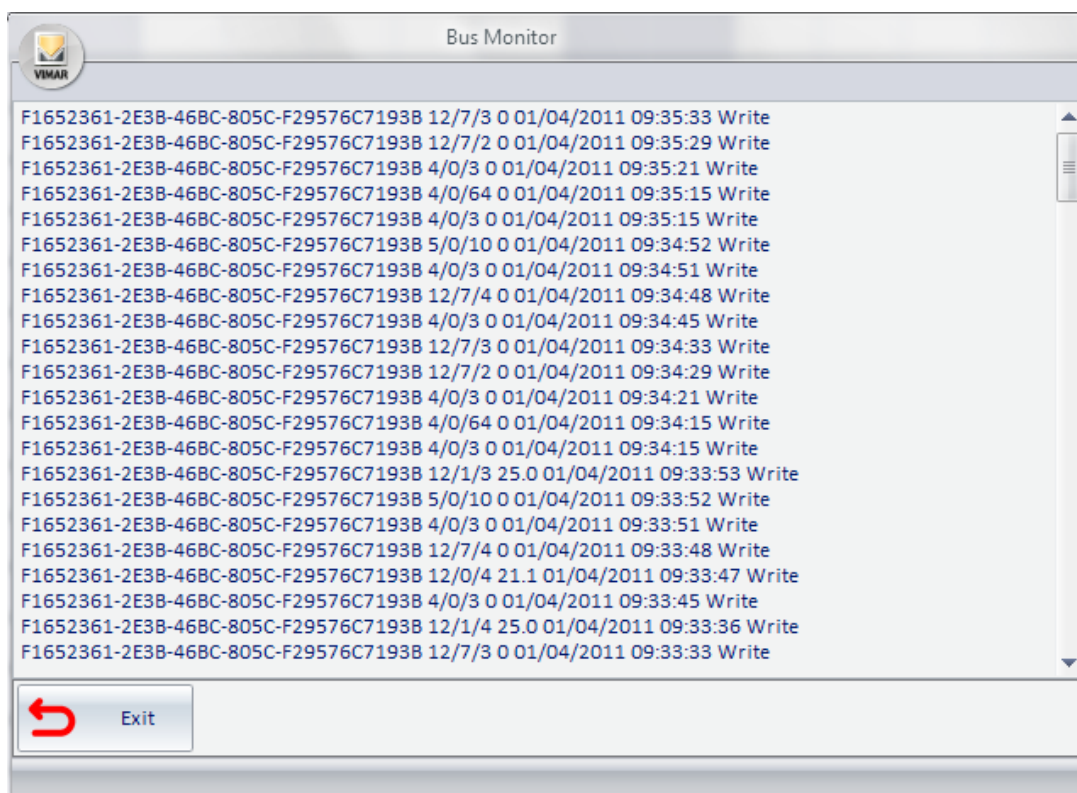 Bus Monitor
VIMAR
F1652361-2E3B-46BC-805C-F29576C7193B 12/7/3 0 01/04/2011 09:35:33 Write
F1652361-2E3B-46BC-805C-F29576C7193B 12/7/2 0 01/04/2011 09:35:29 Write
F1652361-2E3B-46BC-805C-F29576C7193B 4/0/3 0 01/04/2011 09:35:21 Write
F1652361-2E3B-46BC-805C-F29576C7193B 4/0/64 0 01/04/2011 09:35:15 Write
F1652361-2E3B-46BC-805C-F29576C7193B 4/0/3 0 01/04/2011 09:35:15 Write
F1652361-2E3B-46BC-805C-F29576C7193B 5/0/10 0 01/04/2011 09:34:52 Write
F1652361-2E3B-46BC-805C-F29576C7193B 4/0/3 0 01/04/2011 09:34:51 Write
F1652361-2E3B-46BC-805C-F29576C7193B 12/7/4 0 01/04/2011 09:34:48 Write
F1652361-2E3B-46BC-805C-F29576C7193B 4/0/3 0 01/04/2011 09:34:45 Write
F1652361-2E3B-46BC-805C-F29576C7193B 12/7/3 0 01/04/2011 09:34:33 Write
F1652361-2E3B-46BC-805C-F29576C7193B 12/7/2 0 01/04/2011 09:34:29 Write
F1652361-2E3B-46BC-805C-F29576C7193B 4/0/3 0 01/04/2011 09:34:21 Write
F1652361-2E3B-46BC-805C-F29576C7193B 4/0/64 0 01/04/2011 09:34:15 Write
F1652361-2E3B-46BC-805C-F29576C7193B 4/0/3 0 01/04/2011 09:34:15 Write
F1652361-2E3B-46BC-805C-F29576C7193B 12/1/3 25.0 01/04/2011 09:33:53 Write
F1652361-2E3B-46BC-805C-F29576C7193B 5/0/10 0 01/04/2011 09:33:52 Write
F1652361-2E3B-46BC-805C-F29576C7193B 4/0/3 0 01/04/2011 09:33:51 Write
F1652361-2E3B-46BC-805C-F29576C7193B 12/7/4 0 01/04/2011 09:33:48 Write
F1652361-2E3B-46BC-805C-F29576C7193B 12/0/4 21.1 01/04/2011 09:33:47 Write
F1652361-2E3B-46BC-805C-F29576C7193B 4/0/3 0 01/04/2011 09:33:45 Write
F1652361-2E3B-46BC-805C-F29576C7193B 12/1/4 25.0 01/04/2011 09:33:36 Write
F1652361-2E3B-46BC-805C-F29576C7193B 12/7/3 0 01/04/2011 09:33:33 Write
Exit